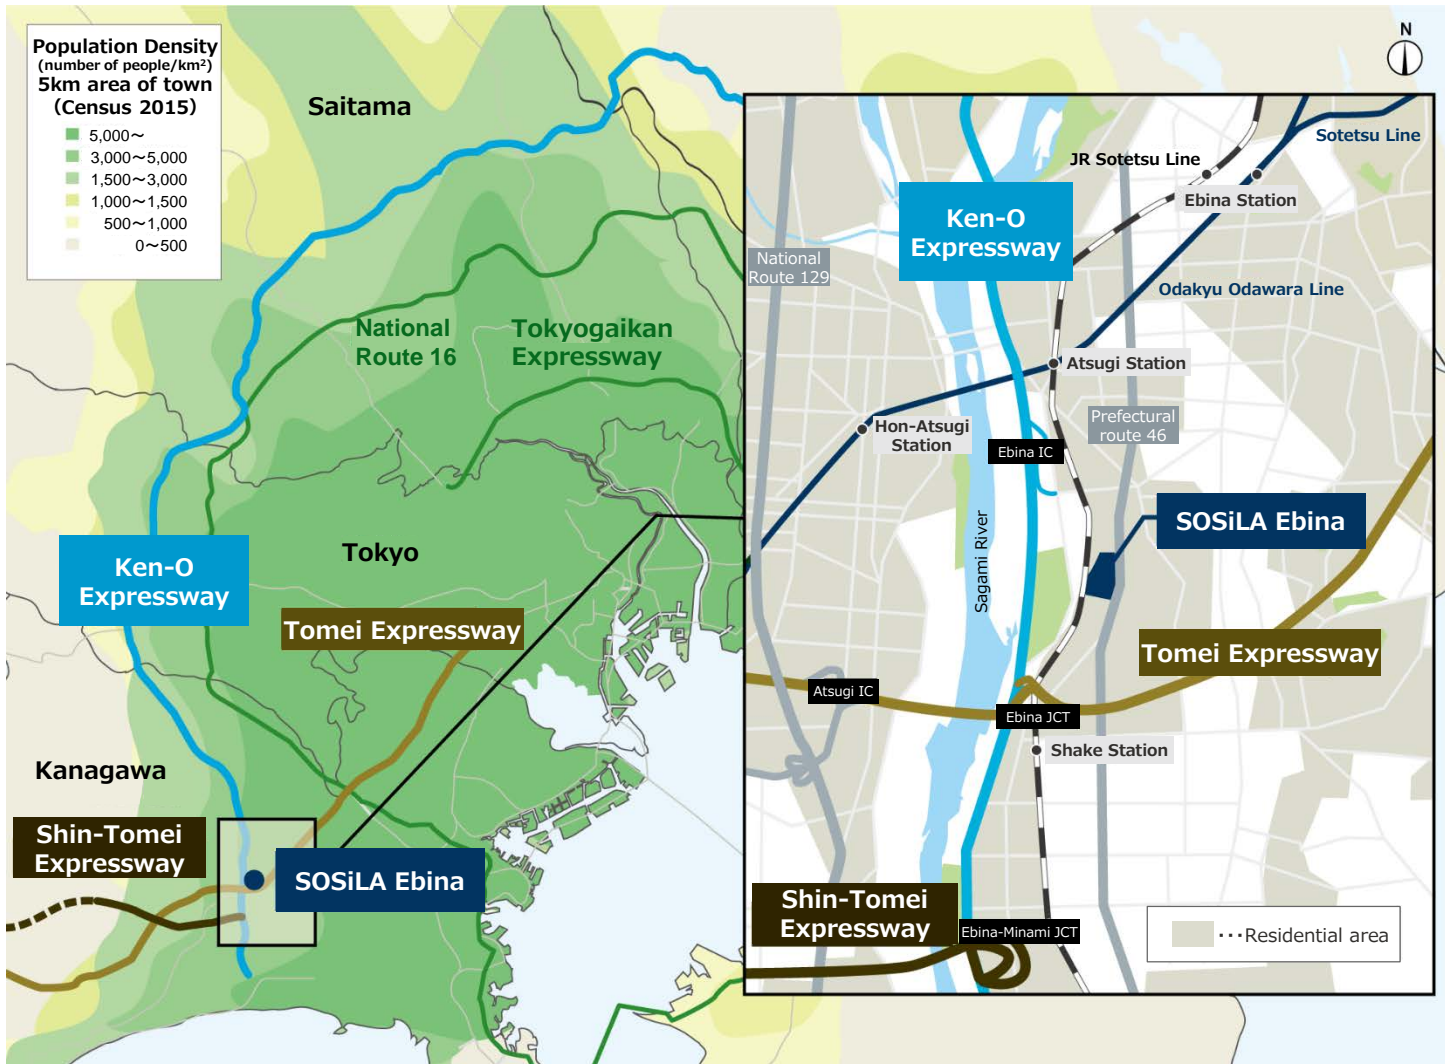 Population Density
(number of people/km²)
5km area of town
(Census 2015)
5,000～
3,000～5,000
1,500～3,000
1,000～1,500
500～1,000
0～500
Saitama
National
Route 16
Tokyogaikan
Expressway
Tokyo
Ken-O
Expressway
Tomei Expressway
Kanagawa
Shin-Tomei
Expressway
SOSiLA Ebina
N
Sotetsu Line
JR Sotetsu Line
Ebina Station
Ken-O
Expressway
National
Route 129
Odakyu Odawara Line
Atsugi Station
Hon-Atsugi
Station
Prefectural
route 46
Ebina IC
SOSiLA Ebina
Sagami River
Tomei Expressway
Atsugi IC
Ebina JCT
Shake Station
Shin-Tomei
Expressway
Ebina-Minami JCT
･･･Residential area